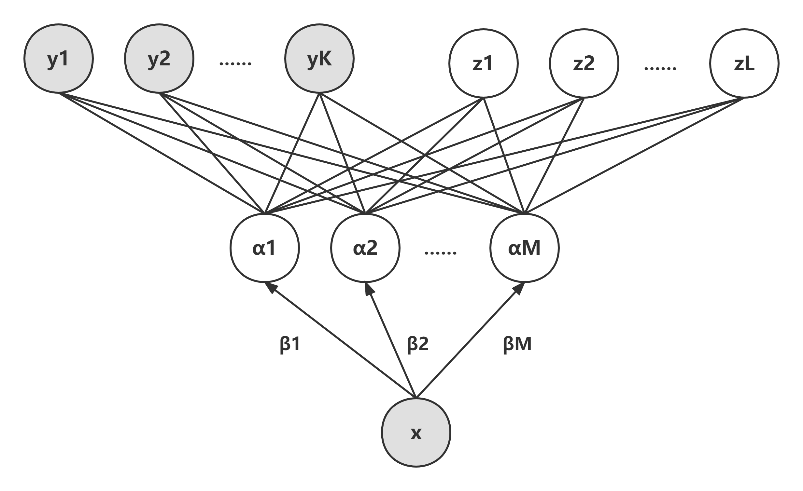 y1 y2 ...... yK z1 z2 ...... zL
α1 α2 ...... αM
β1 β2 βM
x